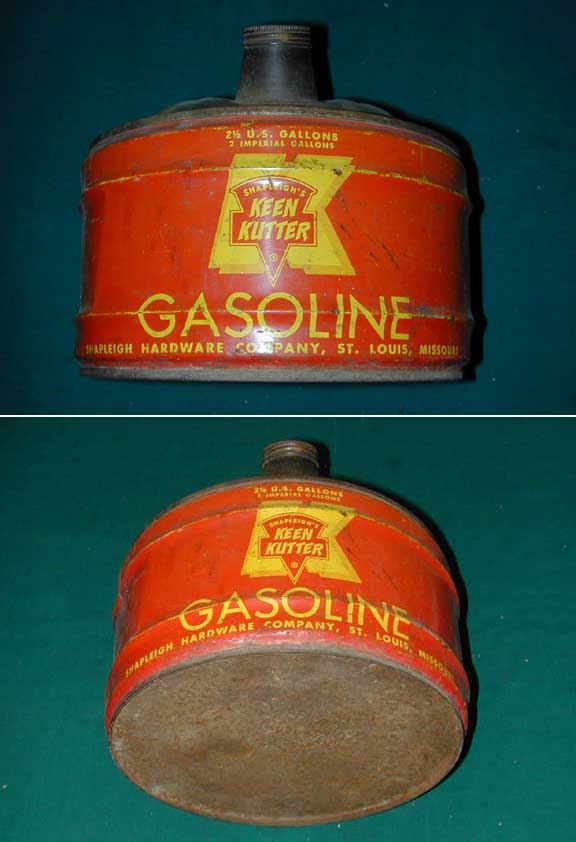 2½ U.S. GALLONS
2 IMPERIAL GALLONS
SHAPLEIGH'S
KEEN
KUTTER
®
GASOLINE
SHAPLEIGH HARDWARE COMPANY, ST. LOUIS, MISSOURI
2½ U.S. GALLONS
2 IMPERIAL GALLONS
SHAPLEIGH'S
KEEN
KUTTER
®
GASOLINE
SHAPLEIGH HARDWARE COMPANY, ST. LOUIS, MISSOURI